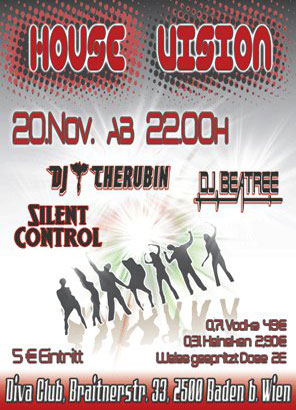 HOUSE VISION
20.Nov. AB 22.00h
DJ THERUBIN
DJ BEATREE
SILENT CONTROL
0,7l Vodka 49€
0,3l Heineken 2,90€
Weiss gespritzt Dose 2€
5 € Eintritt
Diva Club, Braitnerstr. 33, 2500 Baden b. Wien